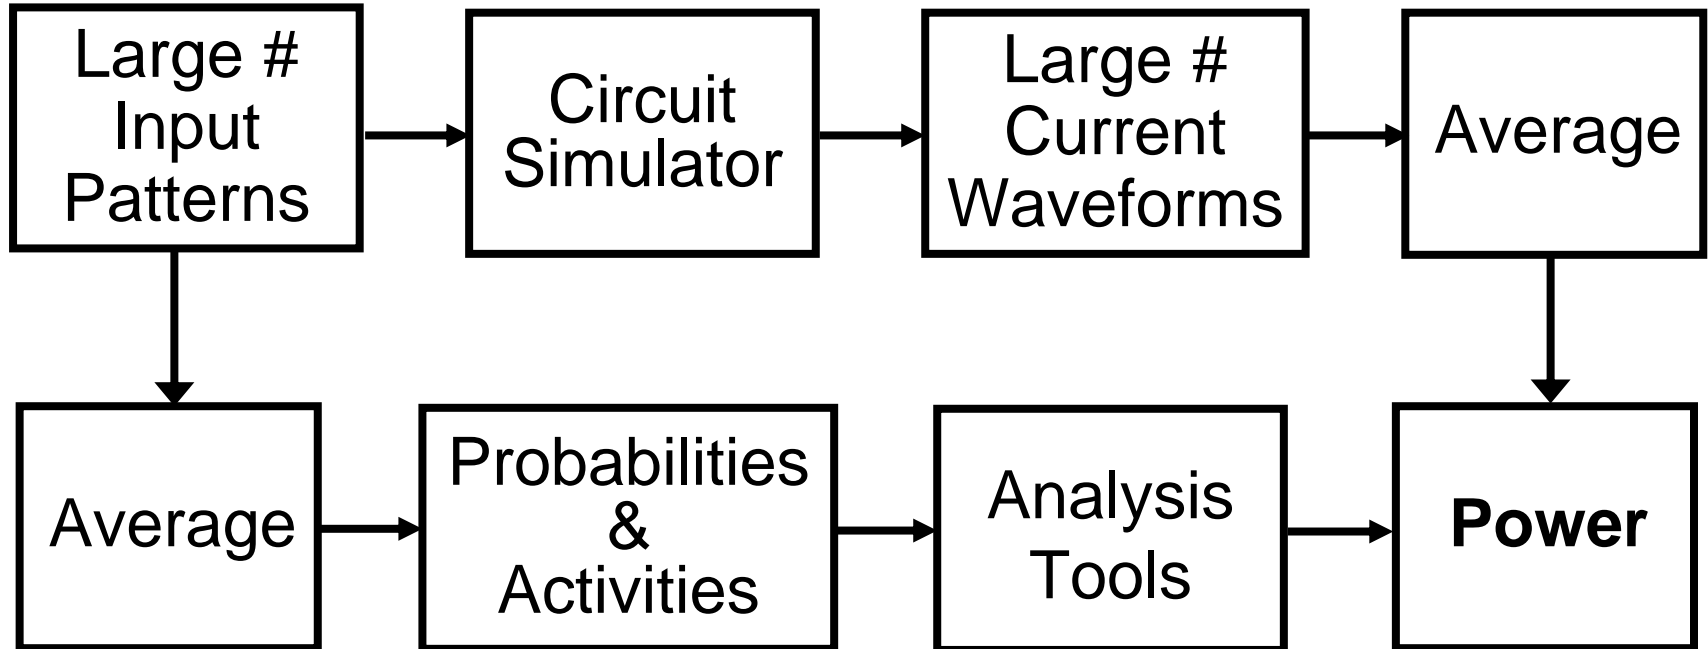 Large #
Input
Patterns
Circuit
Simulator
Large #
Current
Waveforms
Average
Average
Probabilities
&
Activities
Analysis
Tools
Power